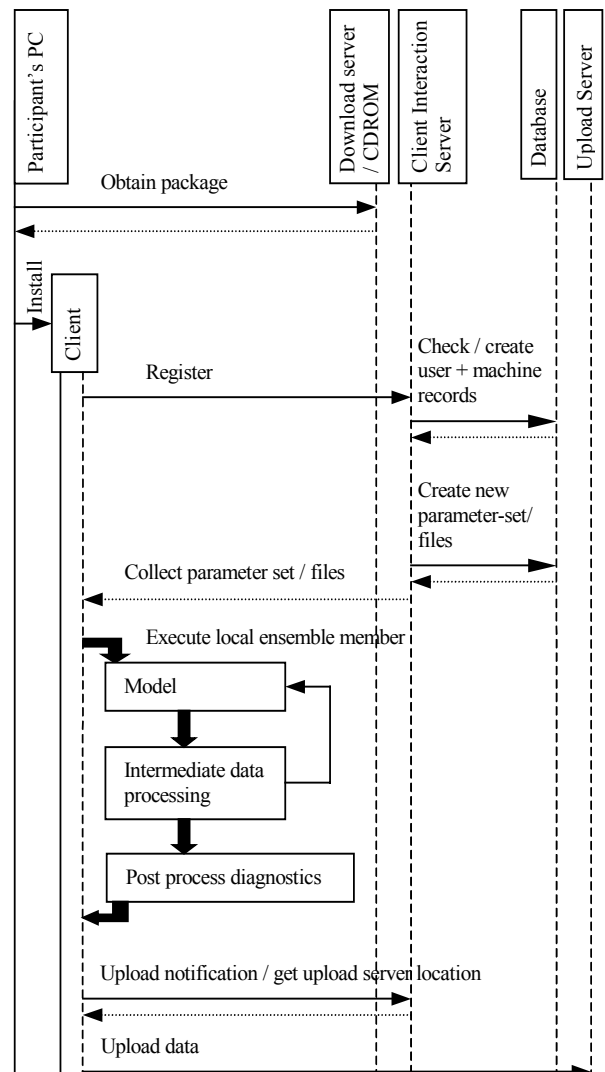 Participant's PC
Download server
/ CDROM
Client Interaction
Server
Database
Upload Server
Obtain package
Install
Client
Register
Check / create
user + machine
records
Create new
parameter-set/
files
Collect parameter set / files
Execute local ensemble member
Model
Intermediate data
processing
Post process diagnostics
Upload notification / get upload server location
Upload data